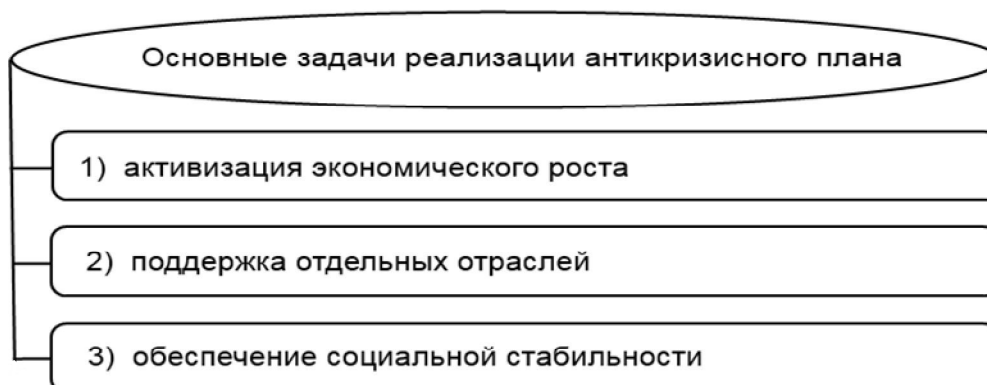 Основные задачи реализации антикризисного плана
1) активизация экономического роста
2) поддержка отдельных отраслей
3) обеспечение социальной стабильности